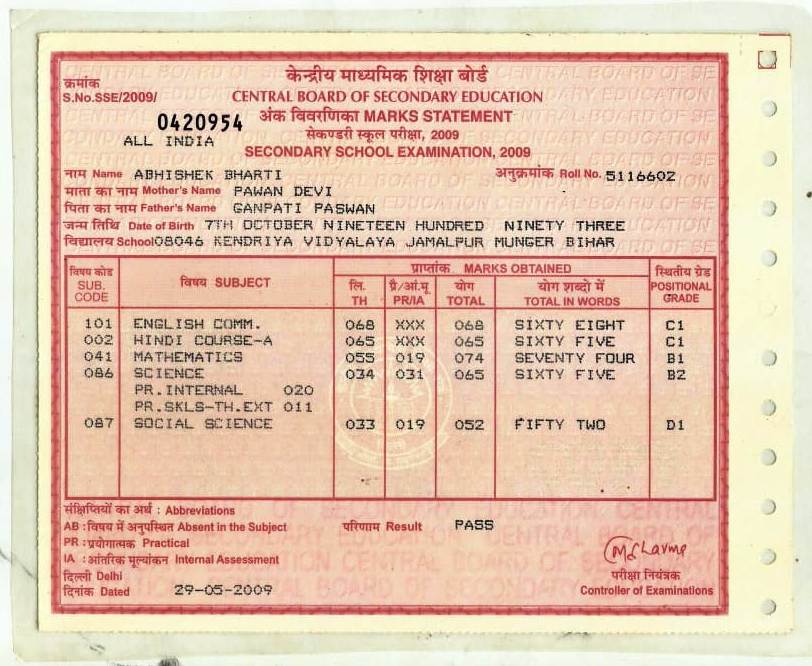 केन्द्रीय माध्यमिक शिक्षा बोर्ड
क्रमांक
S.No.SSE/2009/
CENTRAL BOARD OF SECONDARY EDUCATION
0420954 अंक विवरणिका MARKS STATEMENT
ALL INDIA सेकण्डरी स्कूल परीक्षा, 2009
SECONDARY SCHOOL EXAMINATION, 2009
नाम Name ABHISHEK BHARTI अनुक्रमांक Roll No. 5116602
माता का नाम Mother's Name PAWAN DEVI
पिता का नाम Father's Name GANPATI PASWAN
जन्म तिथि Date of Birth 7TH OCTOBER NINETEEN HUNDRED NINETY THREE
विद्यालय School 08046 KENDRIYA VIDYALAYA JAMALPUR MUNGER BIHAR
विषय कोड SUB. CODE
विषय SUBJECT
प्राप्तांक MARKS OBTAINED
लि. TH
प्रै/आं.मू PR/IA
योग TOTAL
योग शब्दो में TOTAL IN WORDS
स्थितीय ग्रेड POSITIONAL GRADE
101 ENGLISH COMM. 068 XXX 068 SIXTY EIGHT C1
002 HINDI COURSE-A 065 XXX 065 SIXTY FIVE C1
041 MATHEMATICS 055 019 074 SEVENTY FOUR B1
086 SCIENCE 034 031 065 SIXTY FIVE B2
PR.INTERNAL 020
PR.SKLS-TH.EXT 011
087 SOCIAL SCIENCE 033 019 052 FIFTY TWO D1
संक्षिप्तियों का अर्थ : Abbreviations
AB : विषय में अनुपस्थित Absent in the Subject परिणाम Result PASS
PR : प्रयोगात्मक Practical
IA : आंतरिक मूल्यांकन Internal Assessment
दिल्ली Delhi
परीक्षा नियंत्रक
दिनांक Dated 29-05-2009 Controller of Examinations